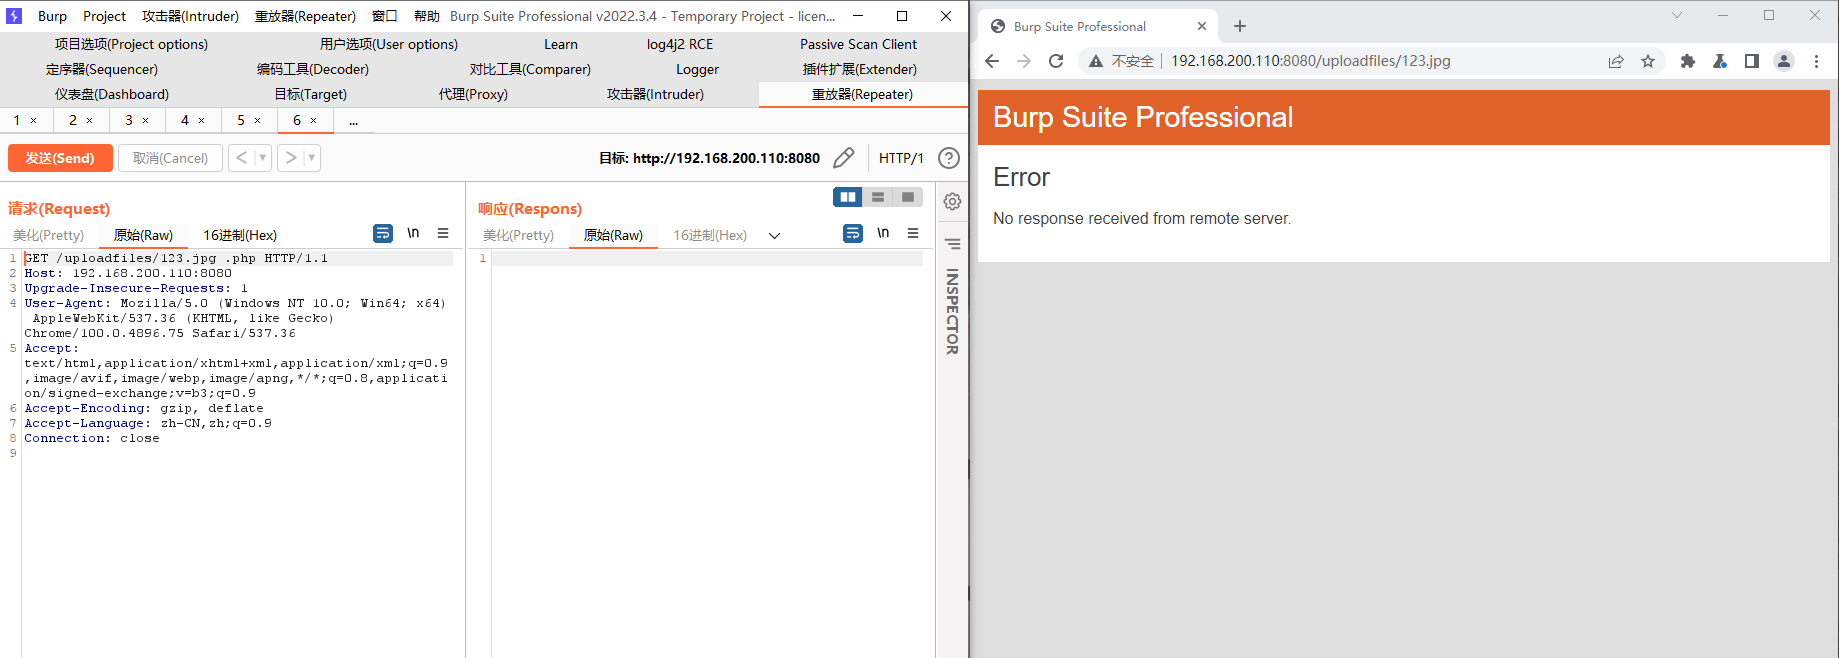 Burp Project 攻击器(Intruder) 重放器(Repeater) 窗口 帮助 Burp Suite Professional v2022.3.4 - Temporary Project - licen...
项目选项(Project options) 用户选项(User options) Learn log4j2 RCE Passive Scan Client
定序器(Sequencer) 编码工具(Decoder) 对比工具(Comparer) Logger 插件扩展(Extender)
仪表盘(Dashboard) 目标(Target) 代理(Proxy) 攻击器(Intruder) 重放器(Repeater)
1 × 2 × 3 × 4 × 5 × 6 × ...
发送(Send) 取消(Cancel) < > 目标: http://192.168.200.110:8080 HTTP/1 ?
请求(Request)
美化(Pretty) 原始(Raw) 16进制(Hex) \n
1 GET /uploadfiles/123.jpg .php HTTP/1.1
2 Host: 192.168.200.110:8080
3 Upgrade-Insecure-Requests: 1
4 User-Agent: Mozilla/5.0 (Windows NT 10.0; Win64; x64)
AppleWebKit/537.36 (KHTML, like Gecko)
Chrome/100.0.4896.75 Safari/537.36
5 Accept:
text/html,application/xhtml+xml,application/xml;q=0.9
,image/avif,image/webp,image/apng,*/*;q=0.8,applicati
on/signed-exchange;v=b3;q=0.9
6 Accept-Encoding: gzip, deflate
7 Accept-Language: zh-CN,zh;q=0.9
8 Connection: close
9
响应(Respons)
美化(Pretty) 原始(Raw) 16进制(Hex) \n
1
INSPECTOR
Burp Suite Professional
不安全 192.168.200.110:8080/uploadfiles/123.jpg
Burp Suite Professional
Error
No response received from remote server.